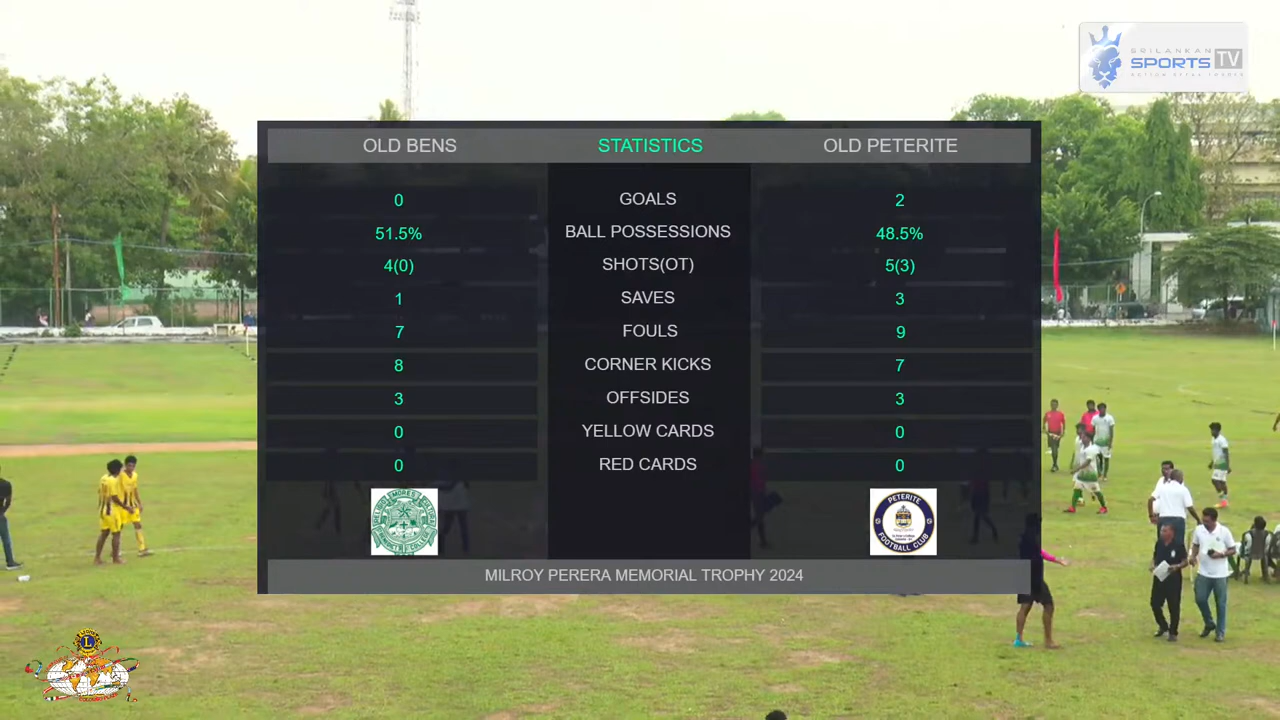 SRILANKAN
SPORTS TV
OLD BENS STATISTICS OLD PETERITE
0 GOALS 2
51.5% BALL POSSESSIONS 48.5%
4(0) SHOTS(OT) 5(3)
1 SAVES 3
7 FOULS 9
8 CORNER KICKS 7
3 OFFSIDES 3
0 YELLOW CARDS 0
0 RED CARDS 0
PETERITE
FOOTBALL CLUB
MILROY PERERA MEMORIAL TROPHY 2024
L